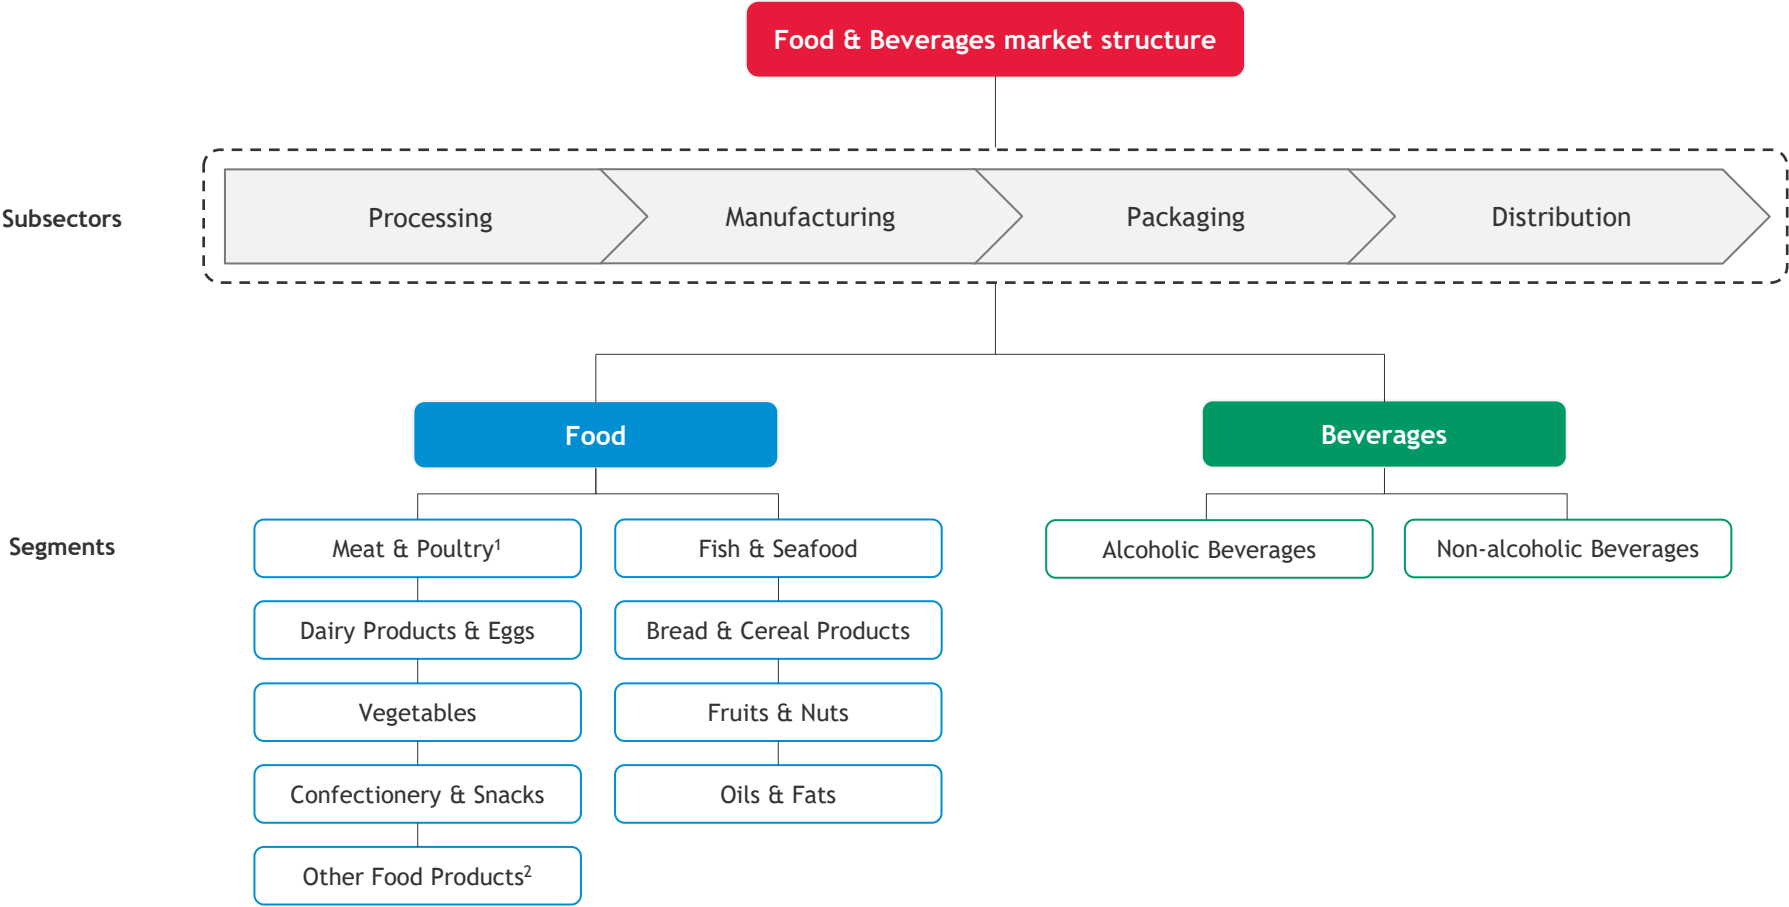 Food & Beverages market structure
Subsectors
Processing
Manufacturing
Packaging
Distribution
Food
Beverages
Segments
Meat & Poultry¹
Fish & Seafood
Alcoholic Beverages
Non-alcoholic Beverages
Dairy Products & Eggs
Bread & Cereal Products
Vegetables
Fruits & Nuts
Confectionery & Snacks
Oils & Fats
Other Food Products²